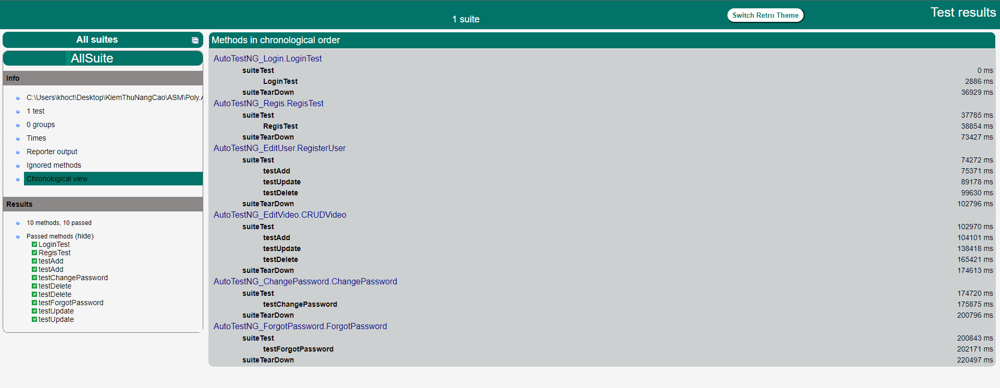 1 suite
Switch Retro Theme
Test results
All suites
AllSuite
Info
C:\Users\khoct\Desktop\KiemThuNangCao\ASM\Poly.
1 test
0 groups
Times
Reporter output
Ignored methods
Chronological view
Results
10 methods, 10 passed
Passed methods (hide)
LoginTest
RegisTest
testAdd
testAdd
testChangePassword
testDelete
testDelete
testForgotPassword
testUpdate
testUpdate
Methods in chronological order
AutoTestNG_Login.LoginTest
suiteTest 0 ms
LoginTest 2886 ms
suiteTearDown 36929 ms
AutoTestNG_Regis.RegisTest
suiteTest 37785 ms
RegisTest 38854 ms
suiteTearDown 73427 ms
AutoTestNG_EditUser.RegisterUser
suiteTest 74272 ms
testAdd 75371 ms
testUpdate 89178 ms
testDelete 99630 ms
suiteTearDown 102796 ms
AutoTestNG_EditVideo.CRUDVideo
suiteTest 102970 ms
testAdd 104101 ms
testUpdate 138418 ms
testDelete 165421 ms
suiteTearDown 174613 ms
AutoTestNG_ChangePassword.ChangePassword
suiteTest 174720 ms
testChangePassword 175875 ms
suiteTearDown 200796 ms
AutoTestNG_ForgotPassword.ForgotPassword
suiteTest 200843 ms
testForgotPassword 202171 ms
suiteTearDown 220497 ms